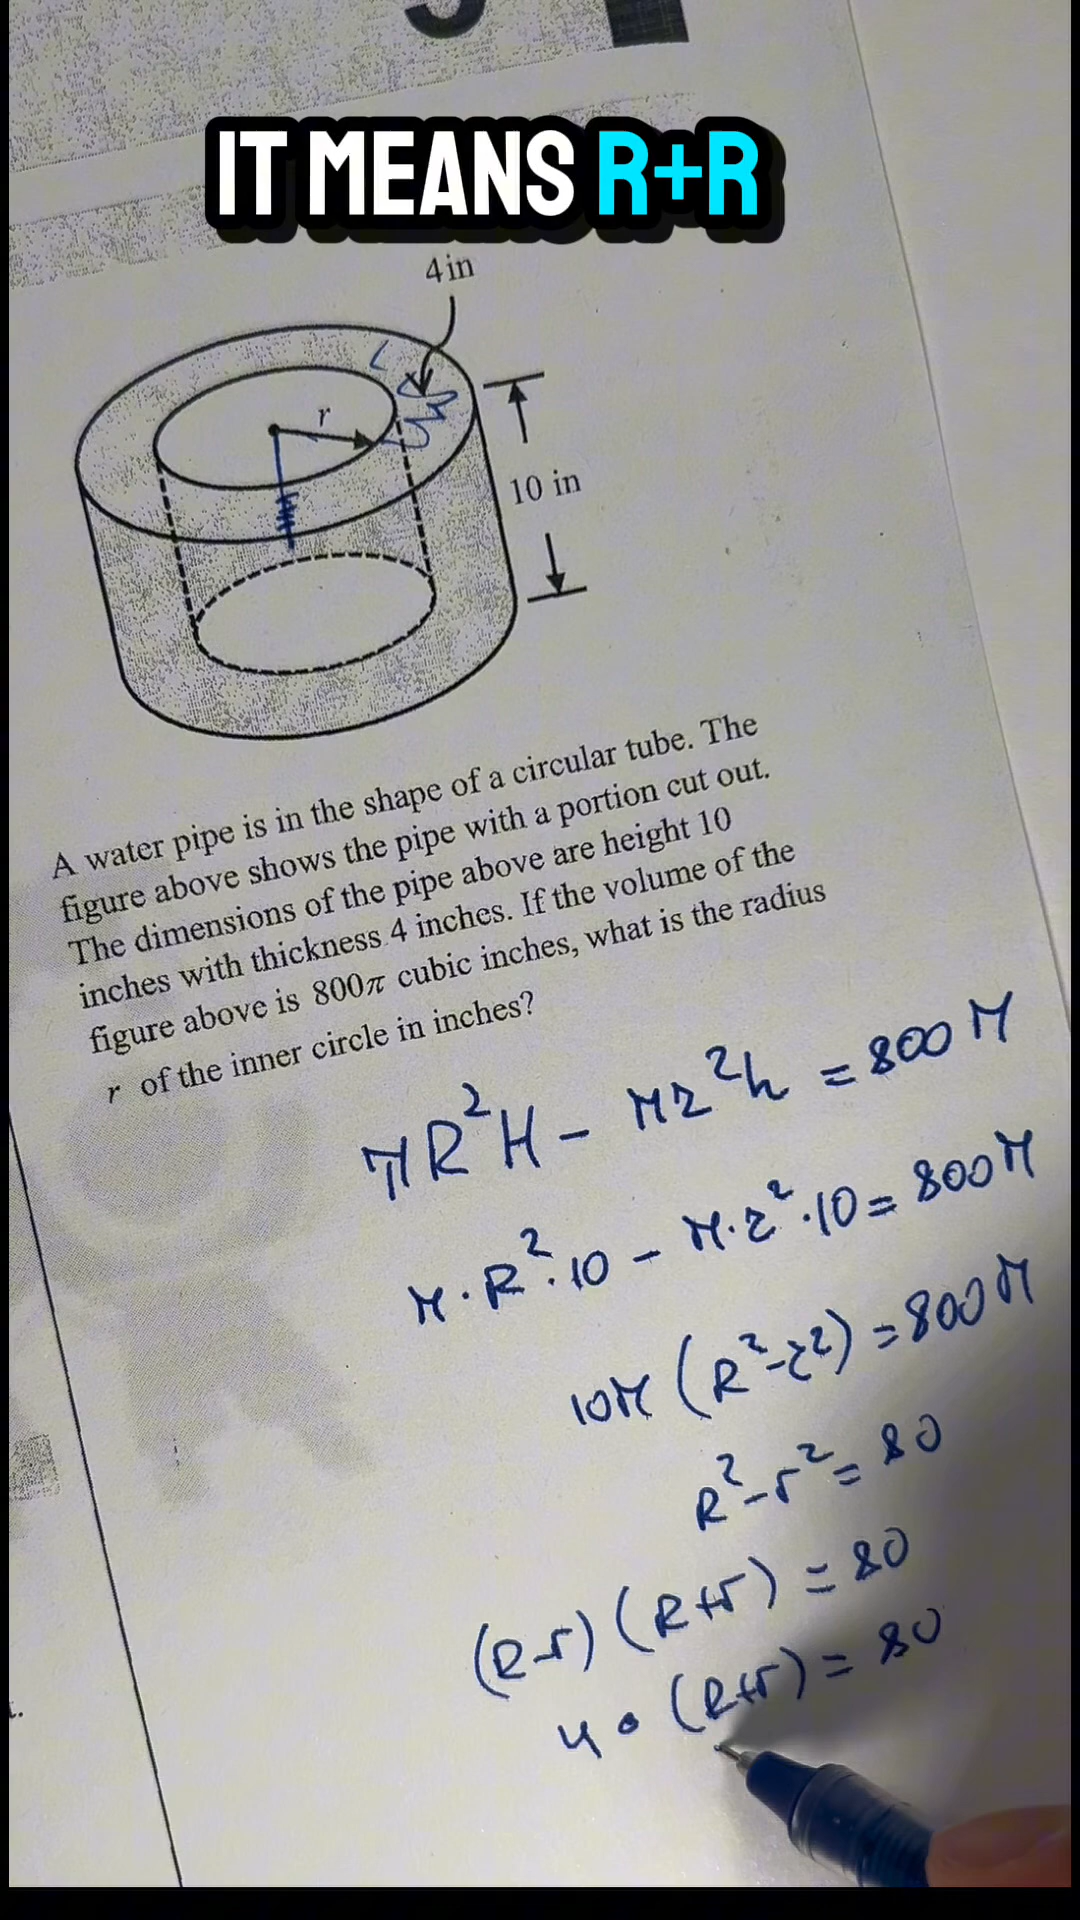 IT MEANS R+R
4in
r
10 in
A water pipe is in the shape of a circular tube. The
figure above shows the pipe with a portion cut out.
The dimensions of the pipe above are height 10
inches with thickness 4 inches. If the volume of the
figure above is 800π cubic inches, what is the radius
r of the inner circle in inches?
πR²H - πr²h = 800π
π·R²·10 - π·r²·10 = 800π
10π (R²-r²) = 800π
R²-r² = 80
(R-r) (R+r) = 80
4 • (R+r) = 80